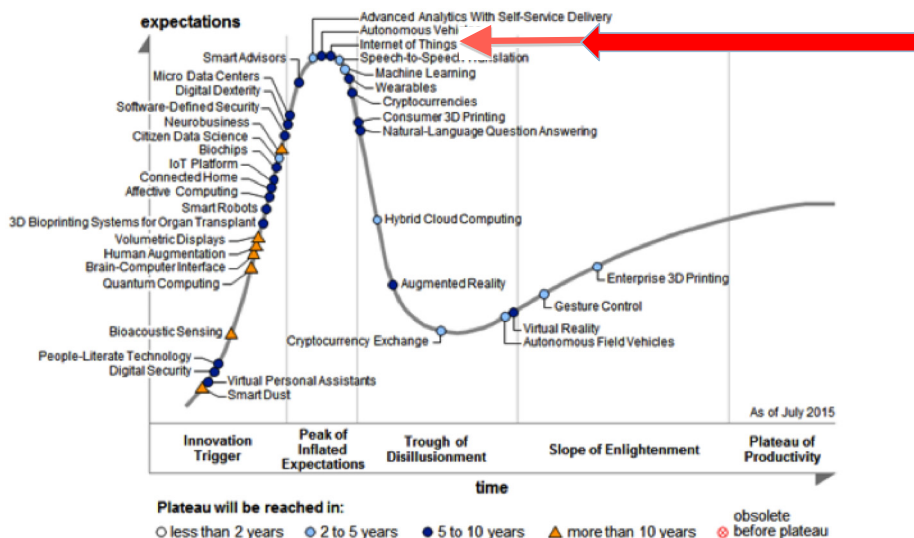 expectations
Advanced Analytics With Self-Service Delivery
Autonomous
Internet of Things
Speech-to-Speech Translation
Machine Learning
Wearables
Cryptocurrencies
Consumer 3D Printing
Natural-Language Question Answering
Smart Advisors
Micro Data Centers
Digital Dexterity
Software-Defined Security
Neurobusiness
Citizen Data Science
Biochips
IoT Platform
Connected Home
Affective Computing
Smart Robots
3D Bioprinting Systems for Organ Transplant
Volumetric Displays
Human Augmentation
Brain-Computer Interface
Quantum Computing
Bioacoustic Sensing
People-Literate Technology
Digital Security
Virtual Personal Assistants
Smart Dust
Hybrid Cloud Computing
Augmented Reality
Cryptocurrency Exchange
Enterprise 3D Printing
Gesture Control
Virtual Reality
Autonomous Field Vehicles
As of July 2015
Innovation
Trigger
Peak of
Inflated
Expectations
Trough of
Disillusionment
Slope of Enlightenment
Plateau of
Productivity
time
Plateau will be reached in:
less than 2 years
2 to 5 years
5 to 10 years
more than 10 years
obsolete
before plateau